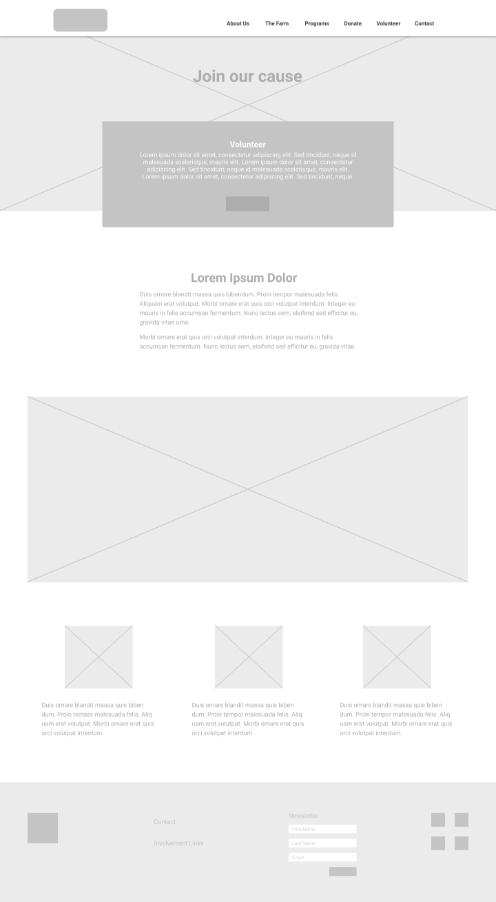 About Us The Farm Programs Donate Volunteer Contact
Join our cause
Volunteer
Lorem ipsum dolor sit amet, consectetur adipiscing elit. Sed tincidunt, neque id
malesuada scelerisque, mauris elit. Lorem ipsum dolor sit amet, consectetur
adipiscing elit. Sed tincidunt, neque id malesuada scelerisque, mauris elit.
Lorem ipsum dolor sit amet, consectetur adipiscing elit. Sed tincidunt, neque
Lorem Ipsum Dolor
Duis ornare blandit massa quis bibendum. Proin tempor malesuada felis.
Aliquam erat volutpat. Morbi ornare erat quis orci volutpat interdum. Integer eu
mauris in felis accumsan fermentum. Nunc lectus sem, eleifend sed efficitur eu,
gravida vitae urna.
Morbi ornare erat quis orci volutpat interdum. Integer eu mauris in felis
accumsan fermentum. Nunc lectus sem, eleifend sed efficitur eu, gravida vitae.
Duis ornare blandit massa quis biben
dum. Proin tempor malesuada felis. Aliq
uam erat volutpat. Morbi ornare erat quis
orci volutpat interdum.
Duis ornare blandit massa quis biben
dum. Proin tempor malesuada felis. Aliq
uam erat volutpat. Morbi ornare erat quis
orci volutpat interdum.
Duis ornare blandit massa quis biben
dum. Proin tempor malesuada felis. Aliq
uam erat volutpat. Morbi ornare erat quis
orci volutpat interdum.
Contact
Involvement Links
Newsletter
First Name
Last Name
Email